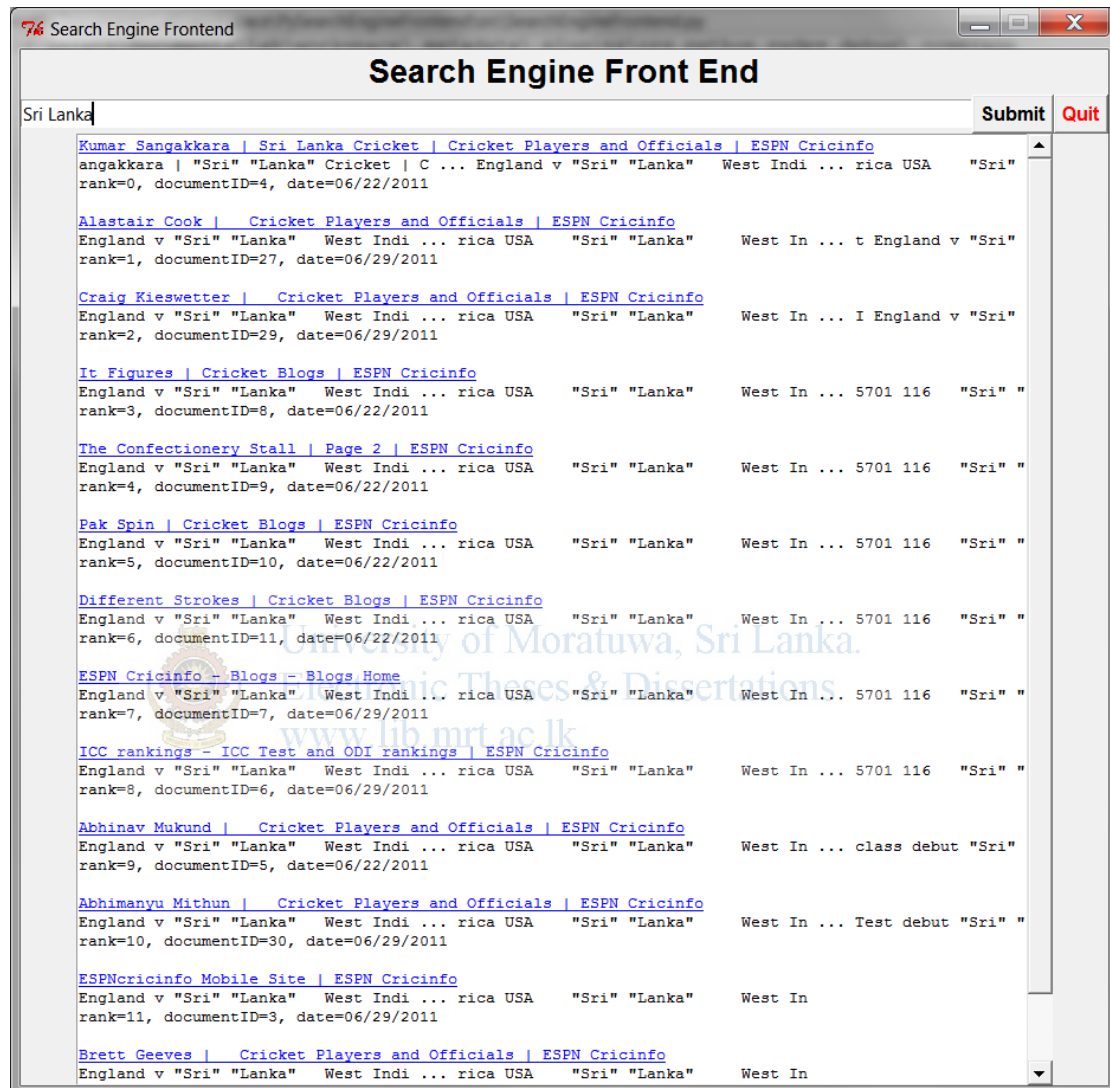 Search Engine Frontend
Search Engine Front End
Sri Lanka Submit Quit
Kumar Sangakkara | Sri Lanka Cricket | Cricket Players and Officials | ESPN Cricinfo
angakkara | "Sri" "Lanka" Cricket | C ... England v "Sri" "Lanka" West Indi ... rica USA "Sri"
rank=0, documentID=4, date=06/22/2011
Alastair Cook | Cricket Players and Officials | ESPN Cricinfo
England v "Sri" "Lanka" West Indi ... rica USA "Sri" "Lanka" West In ... t England v "Sri"
rank=1, documentID=27, date=06/29/2011
Craig Kieswetter | Cricket Players and Officials | ESPN Cricinfo
England v "Sri" "Lanka" West Indi ... rica USA "Sri" "Lanka" West In ... I England v "Sri"
rank=2, documentID=29, date=06/29/2011
It Figures | Cricket Blogs | ESPN Cricinfo
England v "Sri" "Lanka" West Indi ... rica USA "Sri" "Lanka" West In ... 5701 116 "Sri" "
rank=3, documentID=8, date=06/22/2011
The Confectionery Stall | Page 2 | ESPN Cricinfo
England v "Sri" "Lanka" West Indi ... rica USA "Sri" "Lanka" West In ... 5701 116 "Sri" "
rank=4, documentID=9, date=06/22/2011
Pak Spin | Cricket Blogs | ESPN Cricinfo
England v "Sri" "Lanka" West Indi ... rica USA "Sri" "Lanka" West In ... 5701 116 "Sri" "
rank=5, documentID=10, date=06/22/2011
Different Strokes | Cricket Blogs | ESPN Cricinfo
England v "Sri" "Lanka" West Indi ... rica USA "Sri" "Lanka" West In ... 5701 116 "Sri" "
rank=6, documentID=11, date=06/22/2011
University of Moratuwa, Sri Lanka.
ESPN Cricinfo - Blogs - Blogs Home
Electronic Theses & Dissertations
England v "Sri" "Lanka" West Indi ... rica USA "Sri" "Lanka" West In ... 5701 116 "Sri" "
rank=7, documentID=7, date=06/29/2011
www.lib.mrt.ac.lk
ICC rankings - ICC Test and ODI rankings | ESPN Cricinfo
England v "Sri" "Lanka" West Indi ... rica USA "Sri" "Lanka" West In ... 5701 116 "Sri" "
rank=8, documentID=6, date=06/29/2011
Abhinav Mukund | Cricket Players and Officials | ESPN Cricinfo
England v "Sri" "Lanka" West Indi ... rica USA "Sri" "Lanka" West In ... class debut "Sri"
rank=9, documentID=5, date=06/22/2011
Abhimanyu Mithun | Cricket Players and Officials | ESPN Cricinfo
England v "Sri" "Lanka" West Indi ... rica USA "Sri" "Lanka" West In ... Test debut "Sri" "
rank=10, documentID=30, date=06/29/2011
ESPNcricinfo Mobile Site | ESPN Cricinfo
England v "Sri" "Lanka" West Indi ... rica USA "Sri" "Lanka" West In
rank=11, documentID=3, date=06/29/2011
Brett Geeves | Cricket Players and Officials | ESPN Cricinfo
England v "Sri" "Lanka" West Indi ... rica USA "Sri" "Lanka" West In